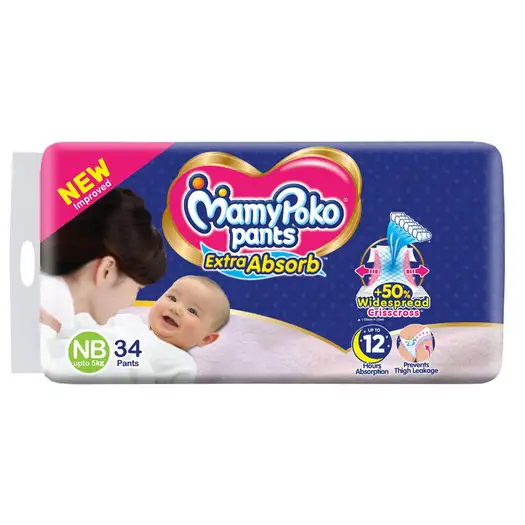 NEW
Improved
MamyPoko
pants
Extra Absorb
+50%
Widespread
Crisscross
UP TO
12
Hours
Absorption
Prevents
Thigh Leakage
NB
upto 5kg
34
Pants